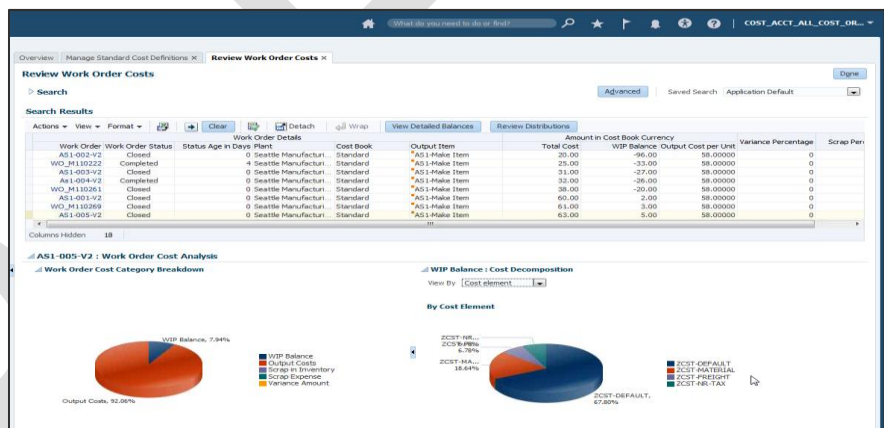 What do you need to do or find?
COST_ACCT_ALL_COST_OR...
Overview Manage Standard Cost Definitions × Review Work Order Costs ×
Review Work Order Costs Done
Search Advanced Saved Search Application Default
Search Results
Actions View Format Clear Detach Wrap View Detailed Balances Review Distributions
Work Order Details Amount in Cost Book Currency
Work Order Work Order Status Status Age in Days Plant Cost Book Output Item Total Cost WIP Balance Output Cost per Unit Variance Percentage Scrap Per
AS1-002-V2 Closed 0 Seattle Manufacturi... Standard *AS1-Make Item 20.00 -96.00 58.00000 0
WO_M110222 Completed 4 Seattle Manufacturi... Standard *AS1-Make Item 25.00 -33.00 58.00000 0
AS1-003-V2 Closed 0 Seattle Manufacturi... Standard *AS1-Make Item 31.00 -27.00 58.00000 0
As1-004-V2 Completed 0 Seattle Manufacturi... Standard *AS1-Make Item 32.00 -26.00 58.00000 0
WO_M110261 Closed 0 Seattle Manufacturi... Standard *AS1-Make Item 38.00 -20.00 58.00000 0
AS1-001-V2 Closed 0 Seattle Manufacturi... Standard *AS1-Make Item 60.00 2.00 58.00000 0
WO_M110269 Closed 0 Seattle Manufacturi... Standard *AS1-Make Item 61.00 3.00 58.00000 0
AS1-005-V2 Closed 0 Seattle Manufacturi... Standard *AS1-Make Item 63.00 5.00 58.00000 0
Columns Hidden 18
AS1-005-V2 : Work Order Cost Analysis
Work Order Cost Category Breakdown
WIP Balance, 7.94%
Output Costs, 92.06%
WIP Balance
Output Costs
Scrap in Inventory
Scrap Expense
Variance Amount
WIP Balance : Cost Decomposition
View By Cost element
By Cost Element
ZCST-NR...
6.78%
ZCST-MA...
18.64%
ZCST-DEFAULT,
67.80%
ZCST-DEFAULT
ZCST-MATERIAL
ZCST-FREIGHT
ZCST-NR-TAX